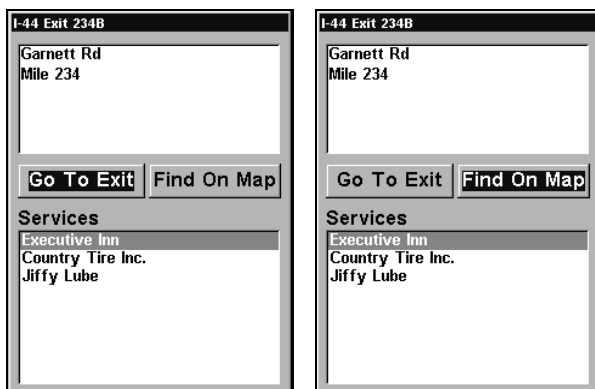 I-44 Exit 234B
Garnett Rd
Mile 234
Go To Exit Find On Map
Services
Executive Inn
Country Tire Inc.
Jiffy Lube
I-44 Exit 234B
Garnett Rd
Mile 234
Go To Exit Find On Map
Services
Executive Inn
Country Tire Inc.
Jiffy Lube